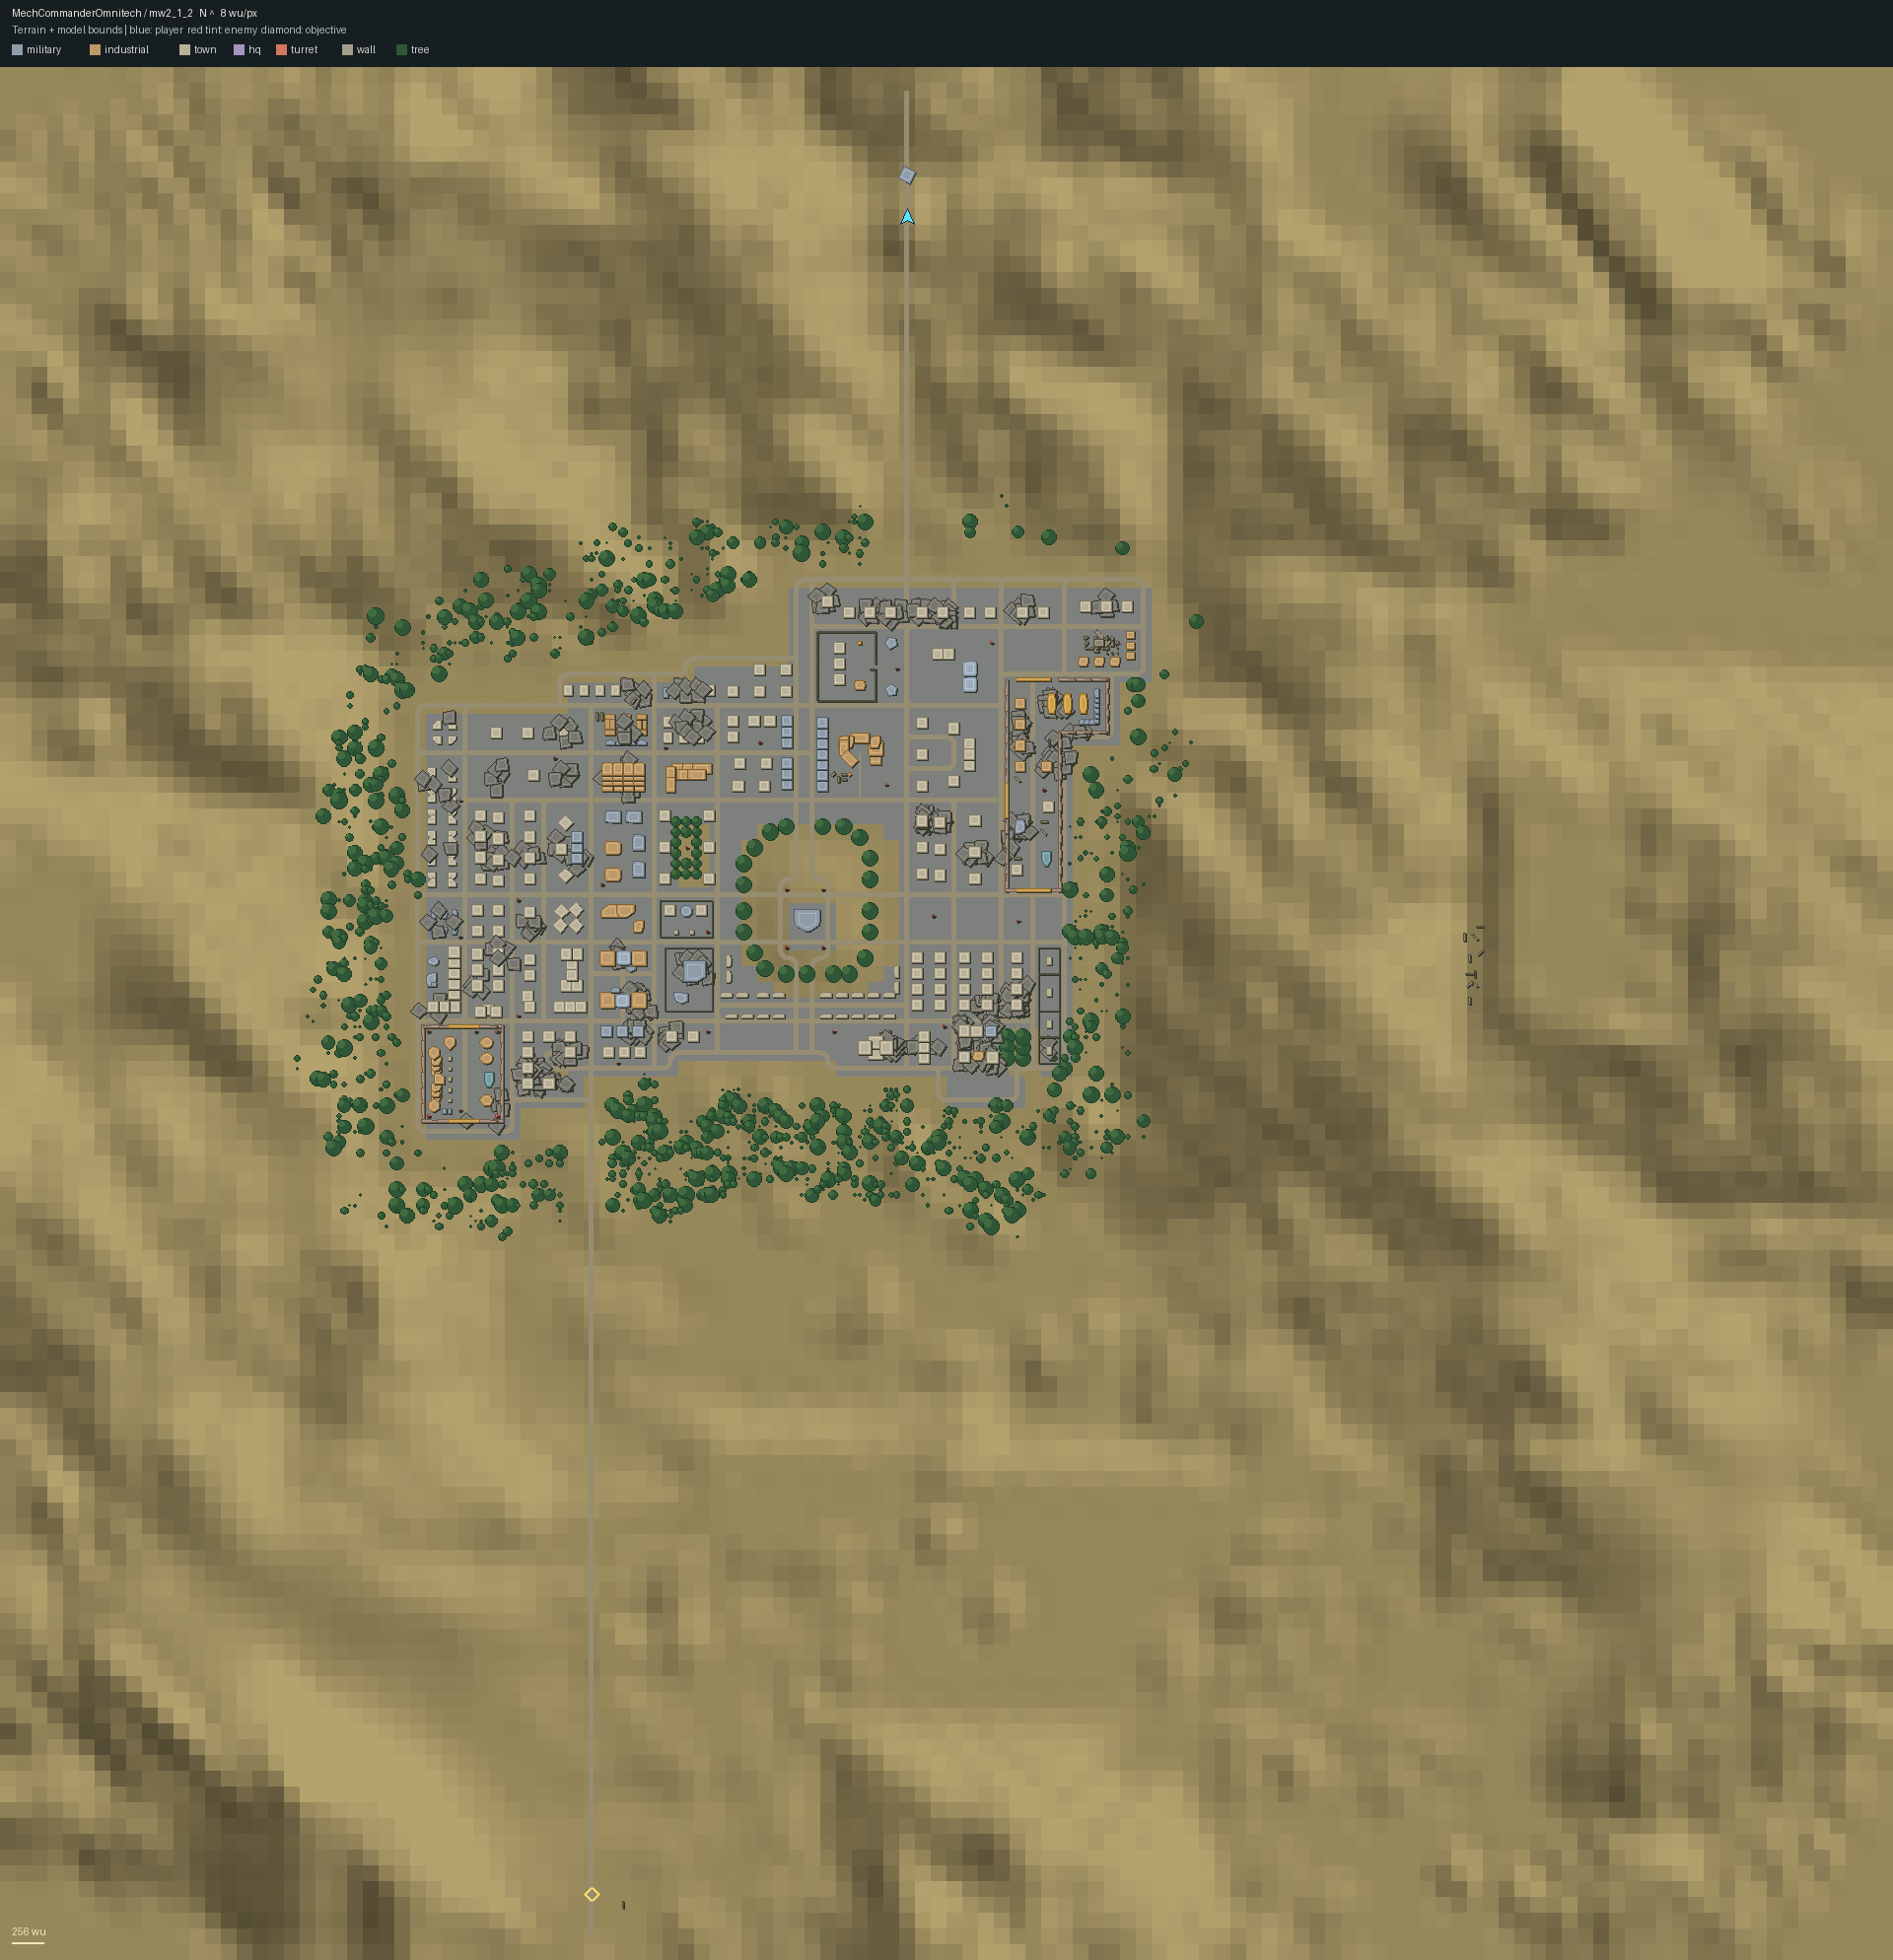 MechCommanderOmnitech / mw2_1_2 N ^ 8 wu/px
Terrain + model bounds | blue: player red tint: enemy diamond: objective
military industrial town hq turret wall tree
256 wu